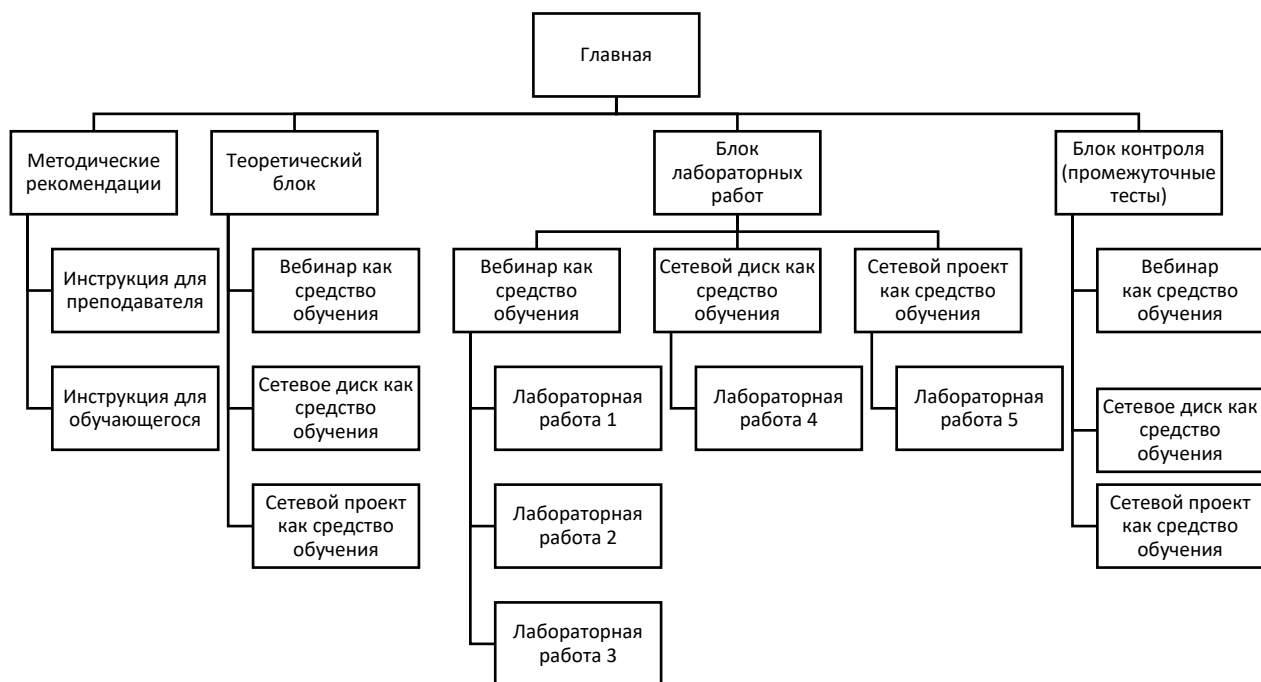 Главная
Методические
рекомендации
Теоретический
блок
Блок
лабораторных
работ
Блок контроля
(промежуточные
тесты)
Инструкция для
преподавателя
Инструкция для
обучающегося
Вебинар как
средство
обучения
Сетевое диск как
средство
обучения
Сетевой проект
как средство
обучения
Вебинар как
средство
обучения
Лабораторная
работа 1
Лабораторная
работа 2
Лабораторная
работа 3
Сетевой диск как
средство
обучения
Лабораторная
работа 4
Сетевой проект
как средство
обучения
Лабораторная
работа 5
Вебинар
как средство
обучения
Сетевое диск как
средство
обучения
Сетевой проект
как средство
обучения